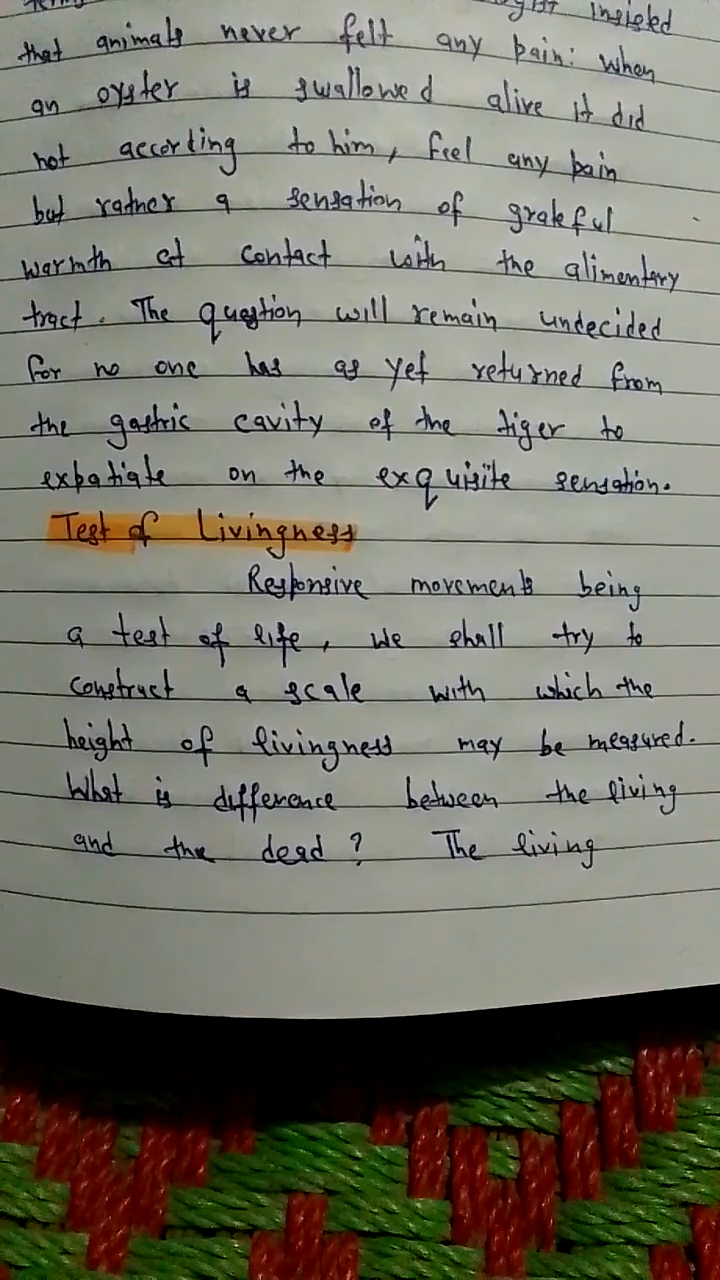 insisted
that animals never felt any pain: when
an oyster is swallowed alive it did
not according to him, feel any pain
but rather a sensation of grateful
warmth at contact with the alimentary
tract. The question will remain undecided
for no one has as yet returned from
the gastric cavity of the tiger to
expatiate on the exquisite sensation.
Test of Livingness
Responsive movements being
a test of life, we shall try to
construct a scale with which the
height of livingness may be measured.
What is difference between the living
and the dead? The living